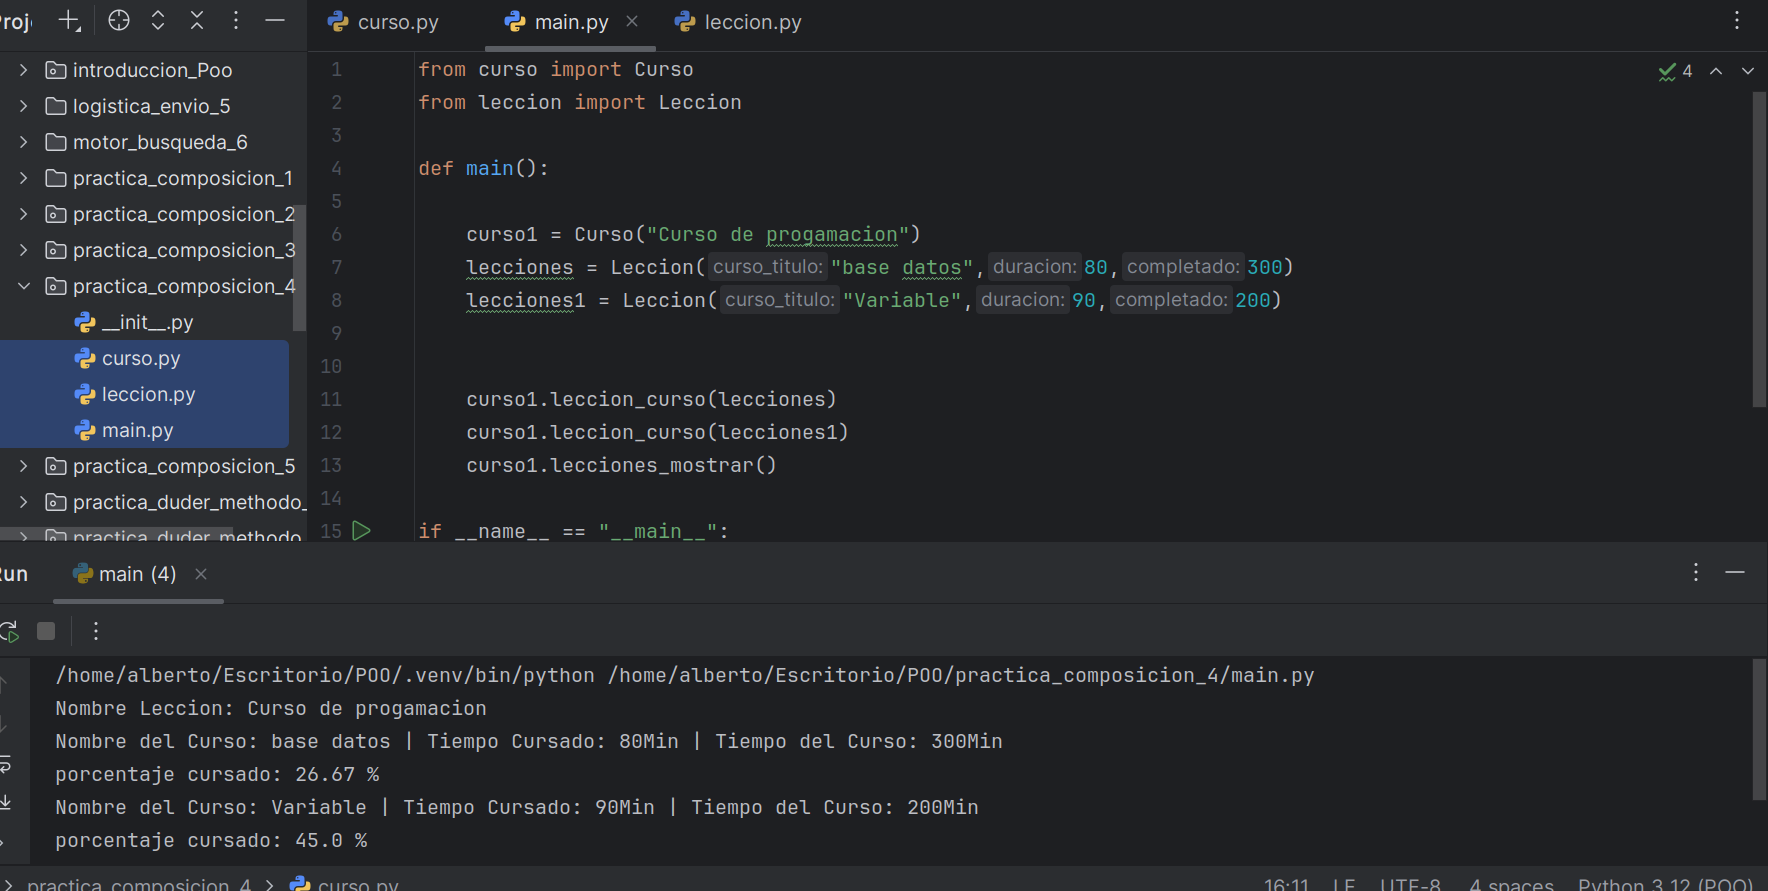 curso.py
main.py
leccion.py
introduccion_Poo
logistica_envio_5
motor_busqueda_6
practica_composicion_1
practica_composicion_2
practica_composicion_3
practica_composicion_4
__init__.py
curso.py
leccion.py
main.py
practica_composicion_5
practica_duder_methodo_
practica_duder_methodo
1 from curso import Curso
2 from leccion import Leccion
3
4 def main():
5
6 curso1 = Curso("Curso de progamacion")
7 lecciones = Leccion( curso_titulo: "base datos", duracion: 80, completado: 300)
8 lecciones1 = Leccion( curso_titulo: "Variable", duracion: 90, completado: 200)
9
10
11 curso1.leccion_curso(lecciones)
12 curso1.leccion_curso(lecciones1)
13 curso1.lecciones_mostrar()
14
15 if __name__ == "__main__":
4
main (4)
/home/alberto/Escritorio/POO/.venv/bin/python /home/alberto/Escritorio/POO/practica_composicion_4/main.py
Nombre Leccion: Curso de progamacion
Nombre del Curso: base datos | Tiempo Cursado: 80Min | Tiempo del Curso: 300Min
porcentaje cursado: 26.67 %
Nombre del Curso: Variable | Tiempo Cursado: 90Min | Tiempo del Curso: 200Min
porcentaje cursado: 45.0 %
practica_composicion_4 > curso.py
16:11 LF UTF-8 4 spaces Python 3.12 (POO)